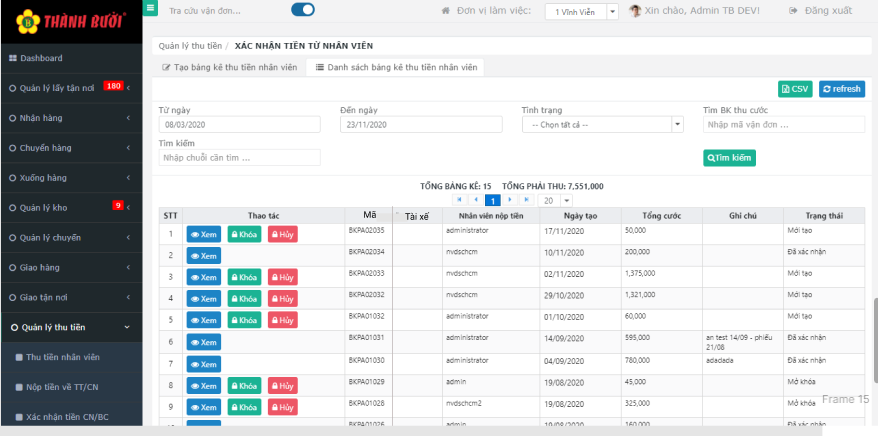 THÀNH BƯỞI
Tra cứu vận đơn...
Đơn vị làm việc:
1 Vĩnh Viễn
Xin chào, Admin TB DEV!
Đăng xuất
Quản lý thu tiền / XÁC NHẬN TIỀN TỪ NHÂN VIÊN
Tạo bảng kê thu tiền nhân viên
Danh sách bảng kê thu tiền nhân viên
CSV
refresh
Dashboard
Quản lý lấy tận nơi 180
Nhận hàng
Chuyển hàng
Xuống hàng
Quản lý kho 9
Quản lý chuyến
Giao hàng
Giao tận nơi
Quản lý thu tiền
Thu tiền nhân viên
Nộp tiền về TT/CN
Xác nhận tiền CN/BC
Từ ngày
Đến ngày
Tình trạng
Tìm BK thu cước
08/03/2020
23/11/2020
-- Chọn tất cả --
Nhập mã vận đơn ...
Tìm kiếm
Nhập chuỗi cần tìm ...
Tìm kiếm
TỔNG BẢNG KÊ: 15 TỔNG PHẢI THU: 7,551,000
1
20
STT Thao tác Mã Tài xế Nhân viên nộp tiền Ngày tạo Tổng cước Ghi chú Trạng thái
1 Xem Khóa Hủy BKPA02035 administrator 17/11/2020 50,000 Mới tạo
2 Xem BKPA02034 nvdschcm 10/11/2020 200,000 Đã xác nhận
3 Xem Khóa Hủy BKPA02033 nvdschcm 02/11/2020 1,375,000 Mới tạo
4 Xem Khóa Hủy BKPA02032 nvdschcm 29/10/2020 1,321,000 Mới tạo
5 Xem Khóa Hủy BKPA01032 administrator 01/10/2020 60,000 Mới tạo
6 Xem BKPA01031 administrator 14/09/2020 595,000 an test 14/09 - phiếu 21/08 Đã xác nhận
7 Xem BKPA01030 administrator 04/09/2020 780,000 adadada Đã xác nhận
8 Xem Khóa Hủy BKPA01029 admin 19/08/2020 45,000 Mở khóa
9 Xem Khóa Hủy BKPA01028 nvdschcm2 19/08/2020 325,000 Mở khóa
Frame 15
BKPA01026 admin 19/08/2020 160,000 Đã xác nhận